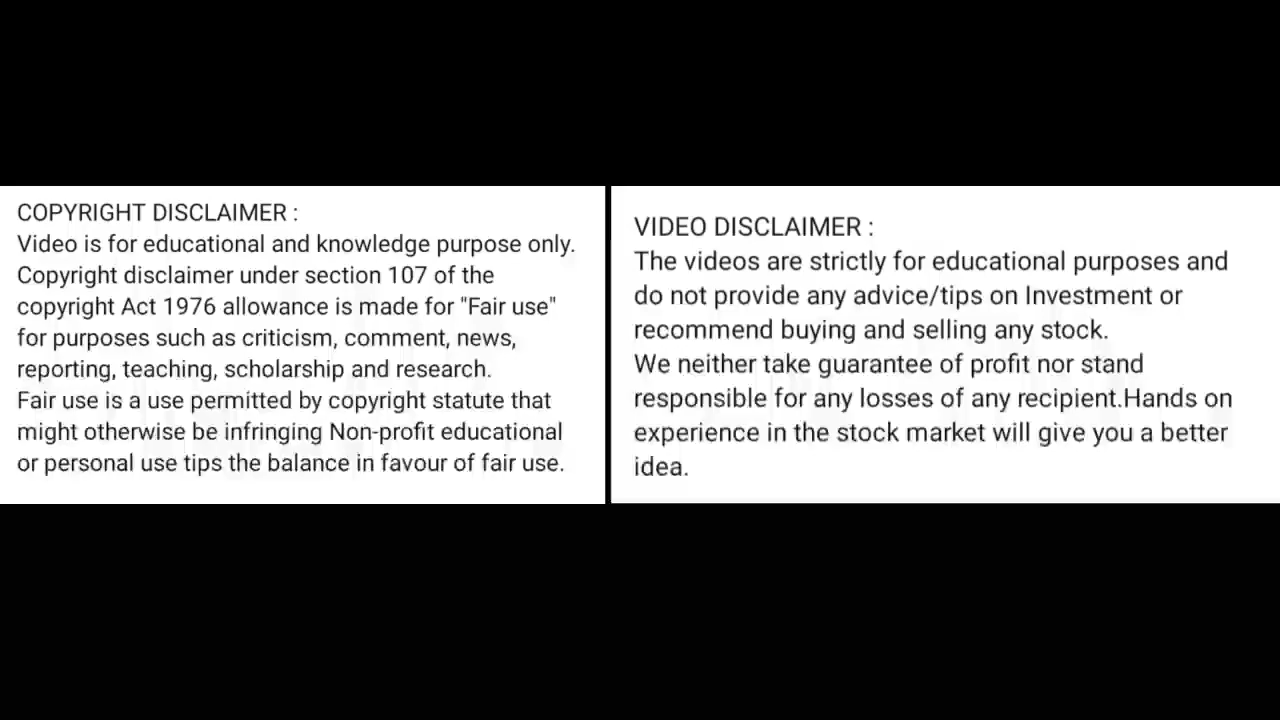 COPYRIGHT DISCLAIMER :
Video is for educational and knowledge purpose only.
Copyright disclaimer under section 107 of the
copyright Act 1976 allowance is made for "Fair use"
for purposes such as criticism, comment, news,
reporting, teaching, scholarship and research.
Fair use is a use permitted by copyright statute that
might otherwise be infringing Non-profit educational
or personal use tips the balance in favour of fair use.
VIDEO DISCLAIMER :
The videos are strictly for educational purposes and
do not provide any advice/tips on Investment or
recommend buying and selling any stock.
We neither take guarantee of profit nor stand
responsible for any losses of any recipient.Hands on
experience in the stock market will give you a better
idea.